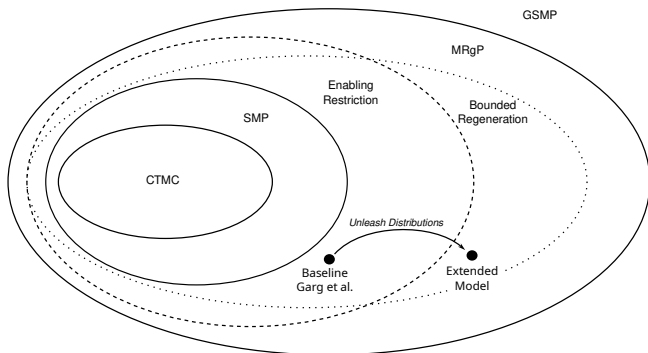 GSMP
MRgP
Enabling
Restriction
Bounded
Regeneration
SMP
CTMC
Unleash Distributions
Baseline
Garg et al.
Extended
Model